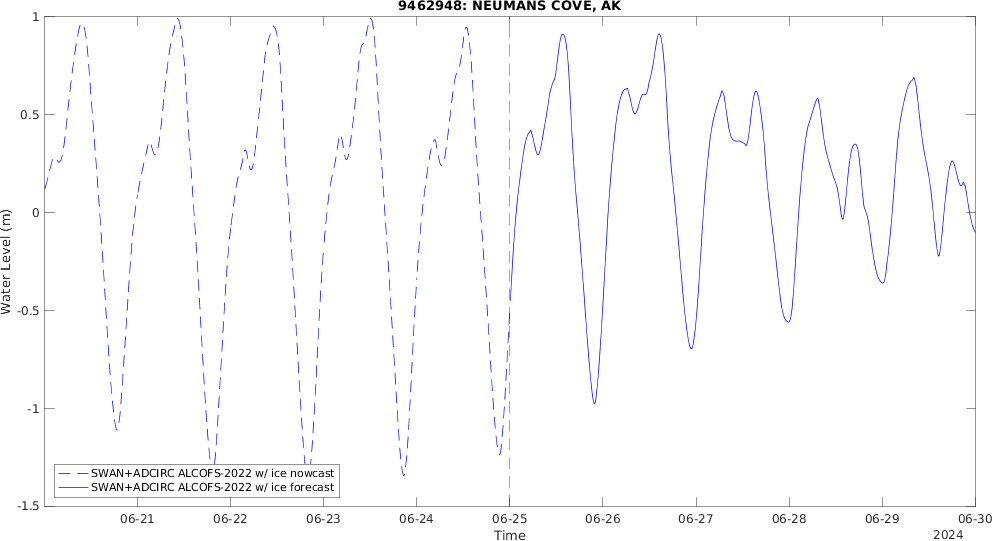 9462948: NEUMANS COVE, AK
Water Level (m)
1
0.5
0
-0.5
-1
-1.5
SWAN+ADCIRC ALCOFS-2022 w/ ice nowcast
SWAN+ADCIRC ALCOFS-2022 w/ ice forecast
06-21 06-22 06-23 06-24 06-25 06-26 06-27 06-28 06-29 06-30
Time
2024